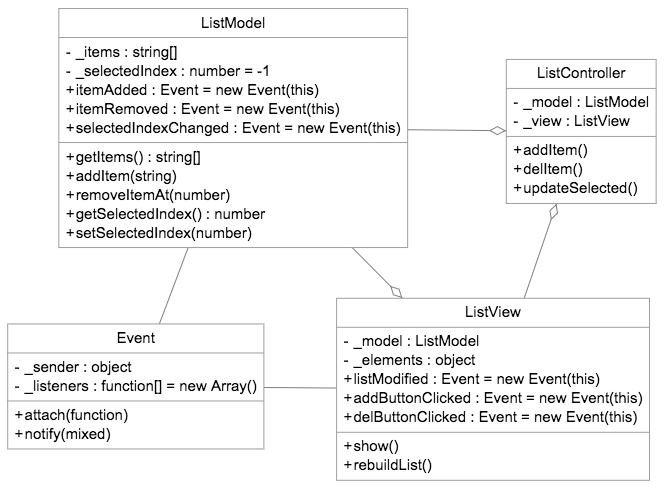 ListModel
- _items : string[]
- _selectedIndex : number = -1
+itemAdded : Event = new Event(this)
+itemRemoved : Event = new Event(this)
+selectedIndexChanged : Event = new Event(this)
+getItems() : string[]
+addItem(string)
+removeItemAt(number)
+getSelectedIndex() : number
+setSelectedIndex(number)
ListController
- _model : ListModel
- _view : ListView
+addItem()
+delItem()
+updateSelected()
Event
- _sender : object
- _listeners : function[] = new Array()
+attach(function)
+notify(mixed)
ListView
- _model : ListModel
- _elements : object
+listModified : Event = new Event(this)
+addButtonClicked : Event = new Event(this)
+delButtonClicked : Event = new Event(this)
+show()
+rebuildList()